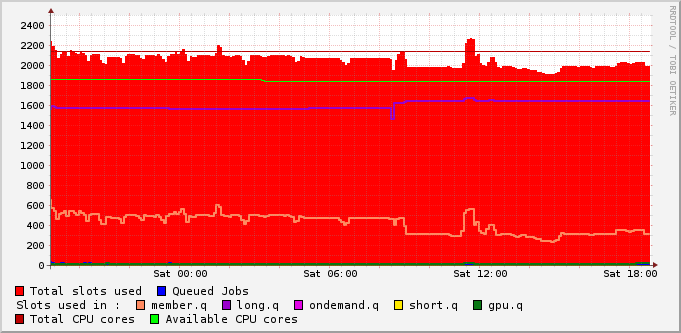 2400
2200
2000
1800
1600
1400
1200
1000
800
600
400
200
0
Sat 00:00 Sat 06:00 Sat 12:00 Sat 18:00
Total slots used Queued Jobs
Slots used in : member.q long.q ondemand.q short.q gpu.q
Total CPU cores Available CPU cores
RRDTOOL / TOBI OETIKER